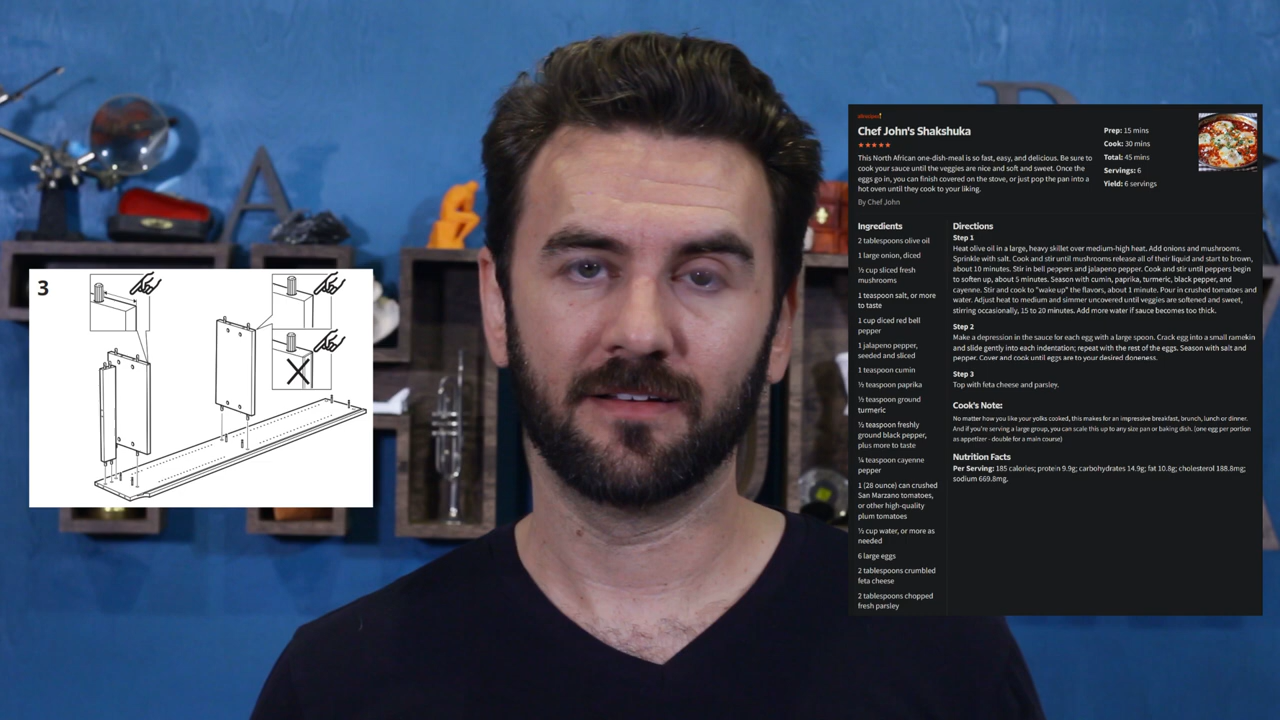 3
A
allrecipes
Chef John's Shakshuka
This North African one-dish-meal is so fast, easy, and delicious. Be sure to
cook your sauce until the veggies are nice and soft and sweet. Once the
eggs go in, you can finish covered on the stove, or just pop the pan into a
hot oven until they cook to your liking.
By Chef John
Prep: 15 mins
Cook: 30 mins
Total: 45 mins
Servings: 6
Yield: 6 servings
Ingredients
2 tablespoons olive oil
1 large onion, diced
½ cup sliced fresh
mushrooms
1 teaspoon salt, or more
to taste
1 cup diced red bell
pepper
1 jalapeno pepper,
seeded and sliced
1 teaspoon cumin
½ teaspoon paprika
½ teaspoon ground
turmeric
½ teaspoon freshly
ground black pepper,
plus more to taste
¼ teaspoon cayenne
pepper
1 (28 ounce) can crushed
San Marzano tomatoes,
or other high-quality
plum tomatoes
½ cup water, or more as
needed
6 large eggs
2 tablespoons crumbled
feta cheese
2 tablespoons chopped
fresh parsley
Directions
Step 1
Heat olive oil in a large, heavy skillet over medium-high heat. Add onions and mushrooms.
Sprinkle with salt. Cook and stir until mushrooms release all of their liquid and start to brown,
about 10 minutes. Stir in bell peppers and jalapeno pepper. Cook and stir until peppers begin
to soften up, about 5 minutes. Season with cumin, paprika, turmeric, black pepper, and
cayenne. Stir and cook to "wake up" the flavors, about 1 minute. Pour in crushed tomatoes and
water. Adjust heat to medium and simmer uncovered until veggies are softened and sweet,
stirring occasionally, 15 to 20 minutes. Add more water if sauce becomes too thick.
Step 2
Make a depression in the sauce for each egg with a large spoon. Crack egg into a small ramekin
and slide gently into each indentation; repeat with the rest of the eggs. Season with salt and
pepper. Cover and cook until eggs are to your desired doneness.
Step 3
Top with feta cheese and parsley.
Cook's Note:
No matter how you like your yolks cooked, this makes for an impressive breakfast, brunch, lunch or dinner.
And if you're serving a large group, you can scale this up to any size pan or baking dish. (one egg per portion
as appetizer - double for a main course)
Nutrition Facts
Per Serving: 185 calories; protein 9.9g; carbohydrates 14.9g; fat 10.8g; cholesterol 188.8mg;
sodium 669.8mg.